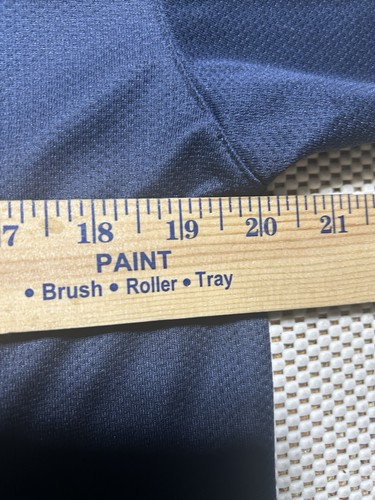 7 18 19 20 21
PAINT
• Brush • Roller • Tray